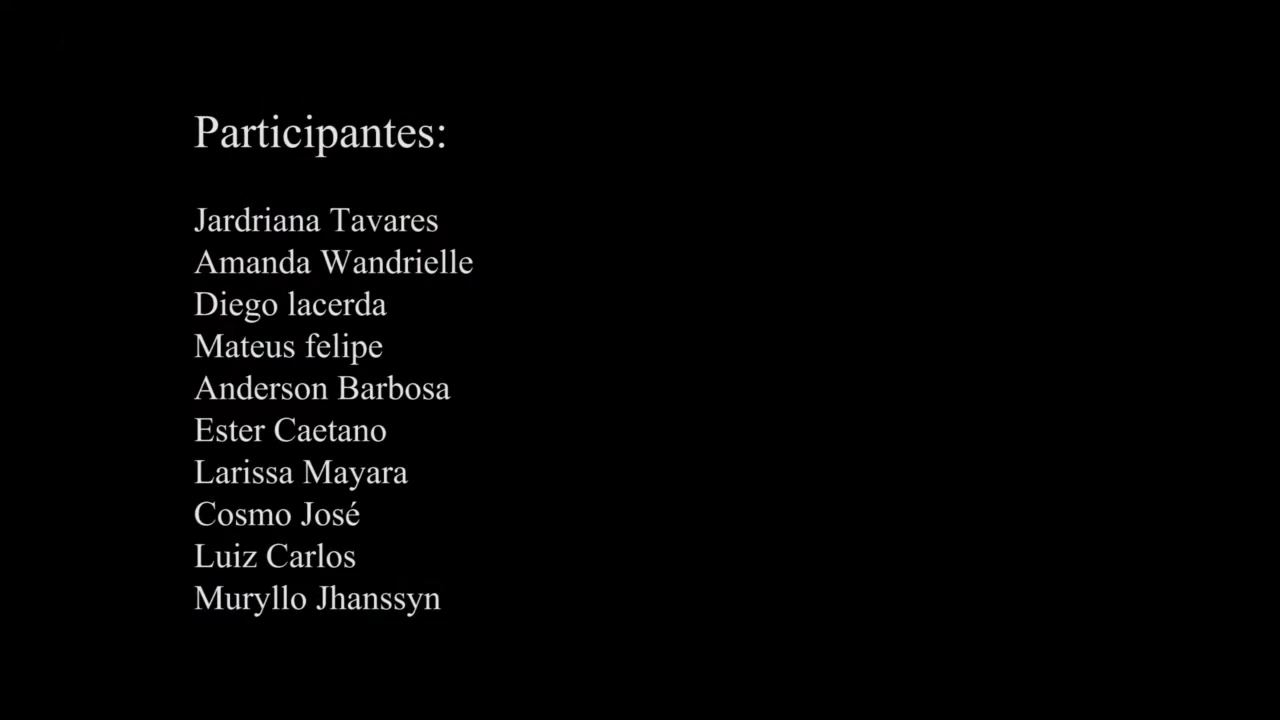 Participantes:
Jardriana Tavares
Amanda Wandrielle
Diego lacerda
Mateus felipe
Anderson Barbosa
Ester Caetano
Larissa Mayara
Cosmo José
Luiz Carlos
Muryllo Jhanssyn